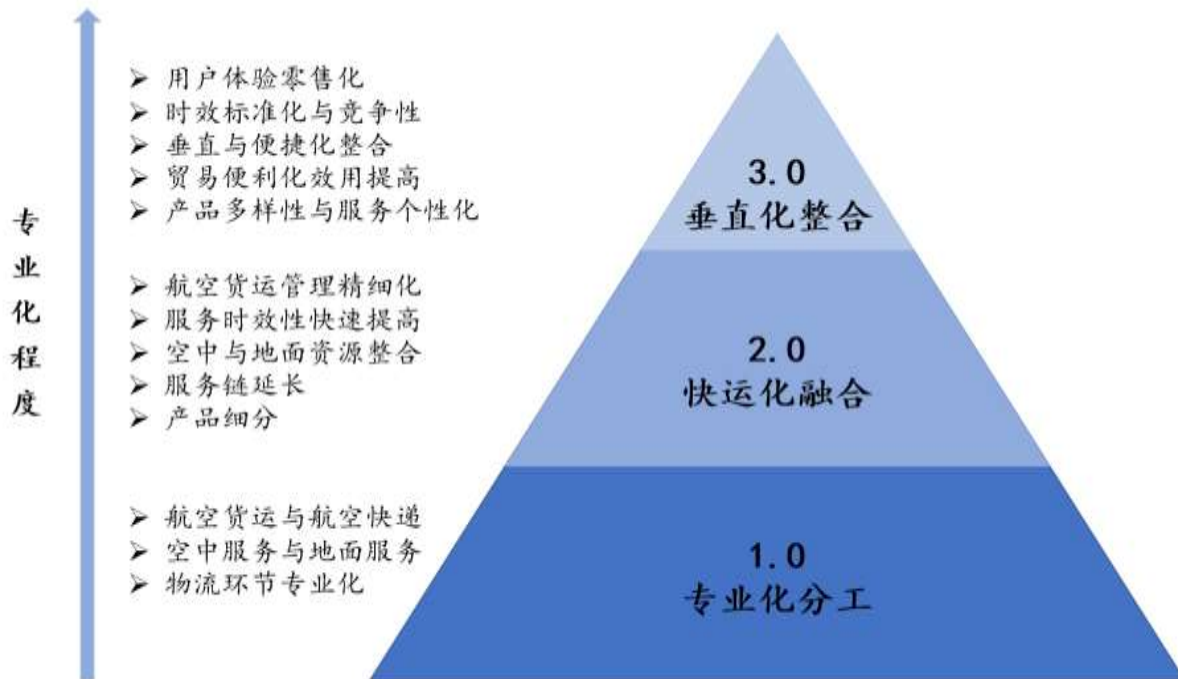 专业化程度
➢ 用户体验零售化
➢ 时效标准化与竞争性
➢ 垂直与便捷化整合
➢ 贸易便利化效用提高
➢ 产品多样性与服务个性化
3.0
垂直化整合
➢ 航空货运管理精细化
➢ 服务时效性快速提高
➢ 空中与地面资源整合
➢ 服务链延长
➢ 产品细分
2.0
快运化融合
➢ 航空货运与航空快递
➢ 空中服务与地面服务
➢ 物流环节专业化
1.0
专业化分工